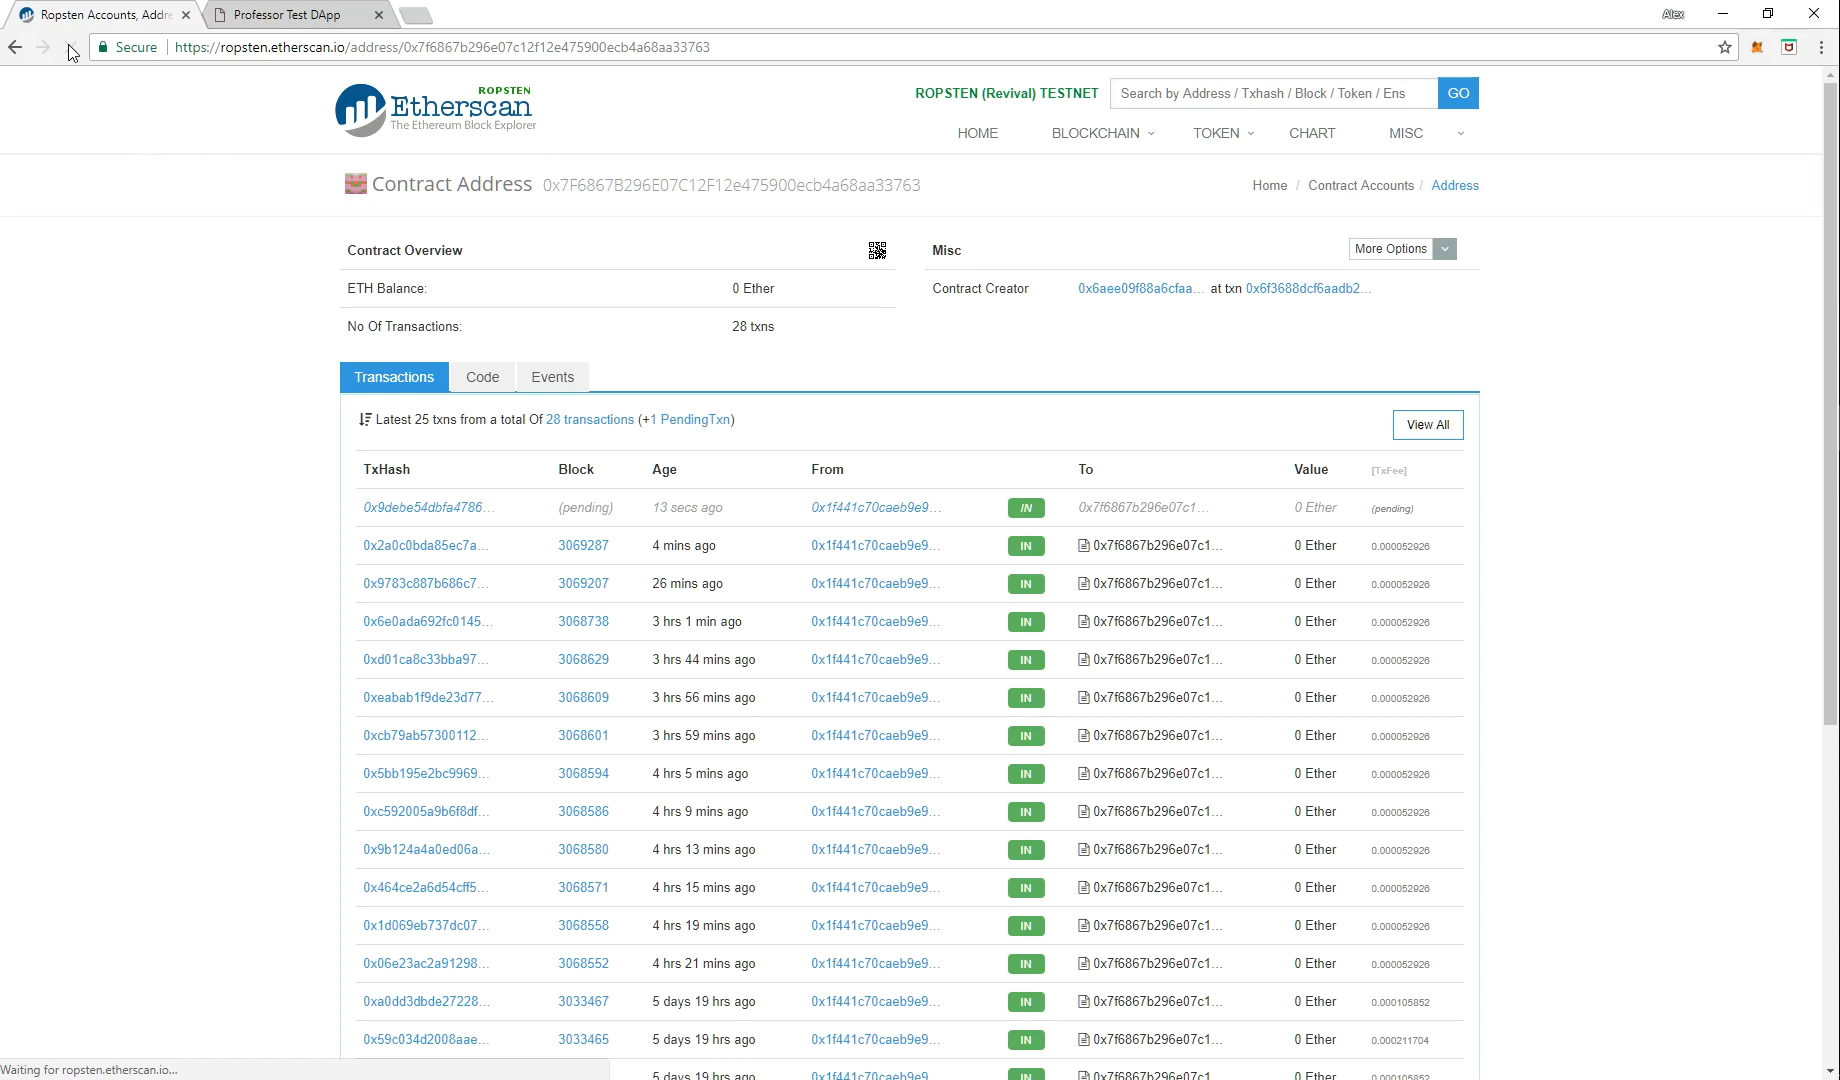 Ropsten Accounts, Addre
Professor Test DApp
Alex
Secure
https://ropsten.etherscan.io/address/0x7f6867b296e07c12f12e475900ecb4a68aa33763
ROPSTEN
Etherscan
The Ethereum Block Explorer
ROPSTEN (Revival) TESTNET
Search by Address / Txhash / Block / Token / Ens
GO
HOME BLOCKCHAIN TOKEN CHART MISC
Contract Address 0x7F6867B296E07C12F12e475900ecb4a68aa33763
Home / Contract Accounts / Address
Contract Overview
ETH Balance: 0 Ether
No Of Transactions: 28 txns
Misc
More Options
Contract Creator 0x6aee09f88a6cfaa... at txn 0x6f3688dcf6aadb2...
Transactions Code Events
Latest 25 txns from a total Of 28 transactions (+1 PendingTxn)
View All
TxHash Block Age From To Value [TxFee]
0x9debe54dbfa4786... (pending) 13 secs ago 0x1f441c70caeb9e9... IN 0x7f6867b296e07c1... 0 Ether (pending)
0x2a0c0bda85ec7a... 3069287 4 mins ago 0x1f441c70caeb9e9... IN 0x7f6867b296e07c1... 0 Ether 0.000052926
0x9783c887b686c7... 3069207 26 mins ago 0x1f441c70caeb9e9... IN 0x7f6867b296e07c1... 0 Ether 0.000052926
0x6e0ada692fc0145... 3068738 3 hrs 1 min ago 0x1f441c70caeb9e9... IN 0x7f6867b296e07c1... 0 Ether 0.000052926
0xd01ca8c33bba97... 3068629 3 hrs 44 mins ago 0x1f441c70caeb9e9... IN 0x7f6867b296e07c1... 0 Ether 0.000052926
0xeabab1f9de23d77... 3068609 3 hrs 56 mins ago 0x1f441c70caeb9e9... IN 0x7f6867b296e07c1... 0 Ether 0.000052926
0xcb79ab57300112... 3068601 3 hrs 59 mins ago 0x1f441c70caeb9e9... IN 0x7f6867b296e07c1... 0 Ether 0.000052926
0x5bb195e2bc9969... 3068594 4 hrs 5 mins ago 0x1f441c70caeb9e9... IN 0x7f6867b296e07c1... 0 Ether 0.000052926
0xc592005a9b6f8df... 3068586 4 hrs 9 mins ago 0x1f441c70caeb9e9... IN 0x7f6867b296e07c1... 0 Ether 0.000052926
0x9b124a4a0ed06a... 3068580 4 hrs 13 mins ago 0x1f441c70caeb9e9... IN 0x7f6867b296e07c1... 0 Ether 0.000052926
0x464ce2a6d54cff5... 3068571 4 hrs 15 mins ago 0x1f441c70caeb9e9... IN 0x7f6867b296e07c1... 0 Ether 0.000052926
0x1d069eb737dc07... 3068558 4 hrs 19 mins ago 0x1f441c70caeb9e9... IN 0x7f6867b296e07c1... 0 Ether 0.000052926
0x06e23ac2a91298... 3068552 4 hrs 21 mins ago 0x1f441c70caeb9e9... IN 0x7f6867b296e07c1... 0 Ether 0.000052926
0xa0dd3dbde27228... 3033467 5 days 19 hrs ago 0x1f441c70caeb9e9... IN 0x7f6867b296e07c1... 0 Ether 0.000105852
0x59c034d2008aae... 3033465 5 days 19 hrs ago 0x1f441c70caeb9e9... IN 0x7f6867b296e07c1... 0 Ether 0.000211704
5 days 19 hrs ago 0x1f441c70caeb9e9... IN 0x7f6867b296e07c1... 0 Ether 0.000105852
Waiting for ropsten.etherscan.io...